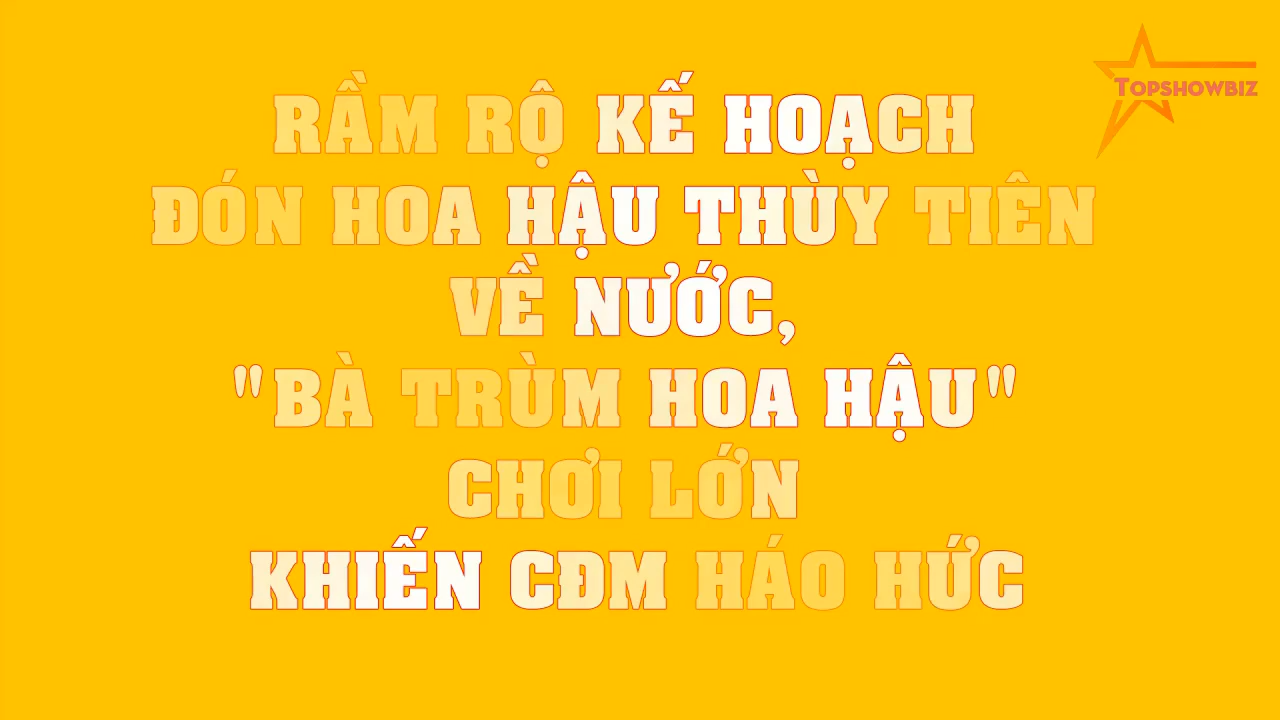 TOPSHOWBIZ
RẦM RỘ KẾ HOẠCH
ĐÓN HOA HẬU THÙY TIÊN
VỀ NƯỚC,
"BÀ TRÙM HOA HẬU"
CHƠI LỚN
KHIẾN CĐM HÁO HỨC